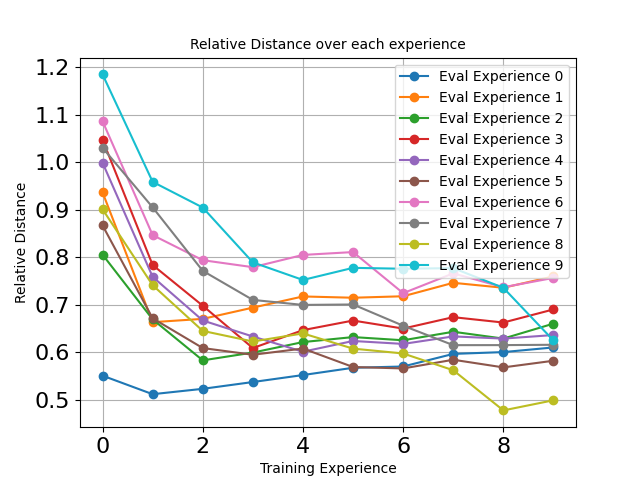 Relative Distance over each experience
Relative Distance
1.2
1.1
1.0
0.9
0.8
0.7
0.6
0.5
Eval Experience 0
Eval Experience 1
Eval Experience 2
Eval Experience 3
Eval Experience 4
Eval Experience 5
Eval Experience 6
Eval Experience 7
Eval Experience 8
Eval Experience 9
0 2 4 6 8
Training Experience